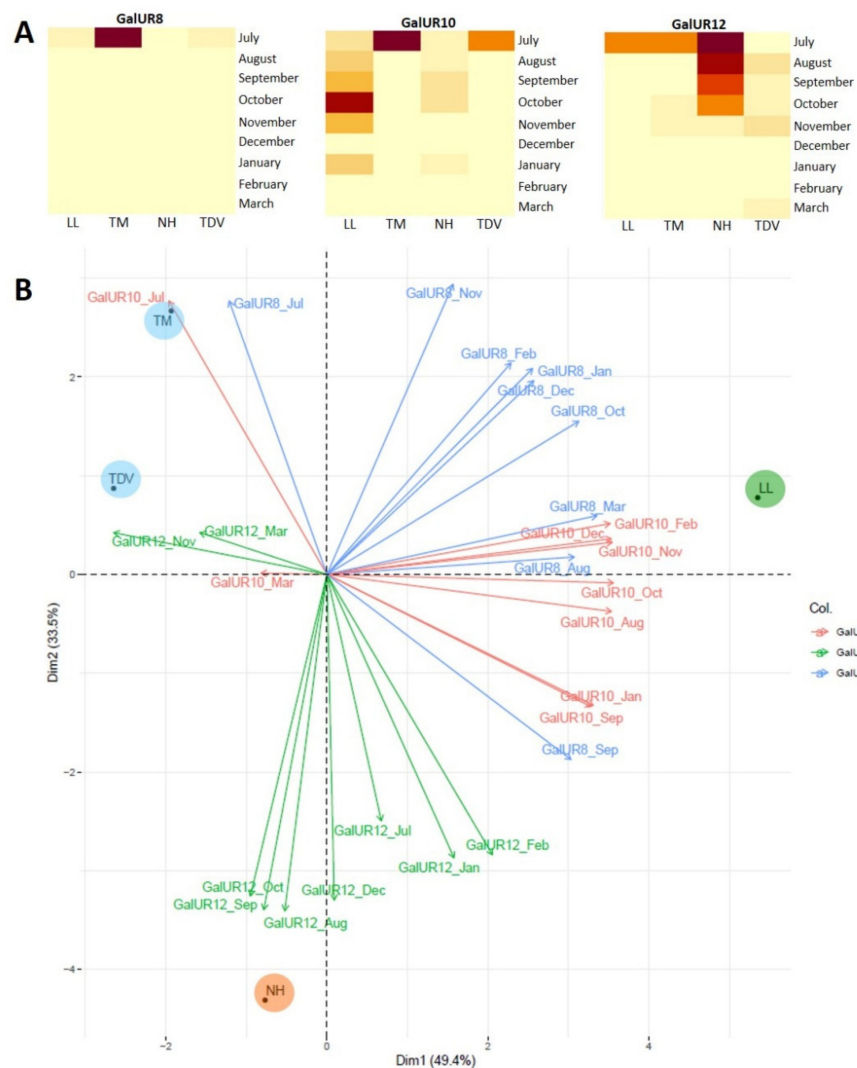 A
GalUR8
GalUR10
GalUR12
July
August
September
October
November
December
January
February
March
LL TM NH TDV
July
August
September
October
November
December
January
February
March
LL TM NH TDV
July
August
September
October
November
December
January
February
March
LL TM NH TDV
B
GalUR10_Jul
TM
GalUR8_Jul
GalUR8_Nov
GalUR8_Feb
GalUR8_Jan
GalUR8_Dec
GalUR8_Oct
TDV
LL
GalUR8_Mar
GalUR10_Feb
GalUR10_Dec
GalUR10_Nov
GalUR12_Mar
GalUR12_Nov
GalUR10_Mar
GalUR8_Aug
GalUR10_Oct
GalUR10_Aug
GalUR10_Jan
GalUR10_Sep
GalUR8_Sep
GalUR12_Jul
GalUR12_Feb
GalUR12_Jan
GalUR12_Oct
GalUR12_Dec
GalUR12_Sep
GalUR12_Aug
NH
2
0
−2
−4
−2 0 2 4
Dim1 (49.4%)
Dim2 (33.5%)
Col.
GalU
GalU
GalU